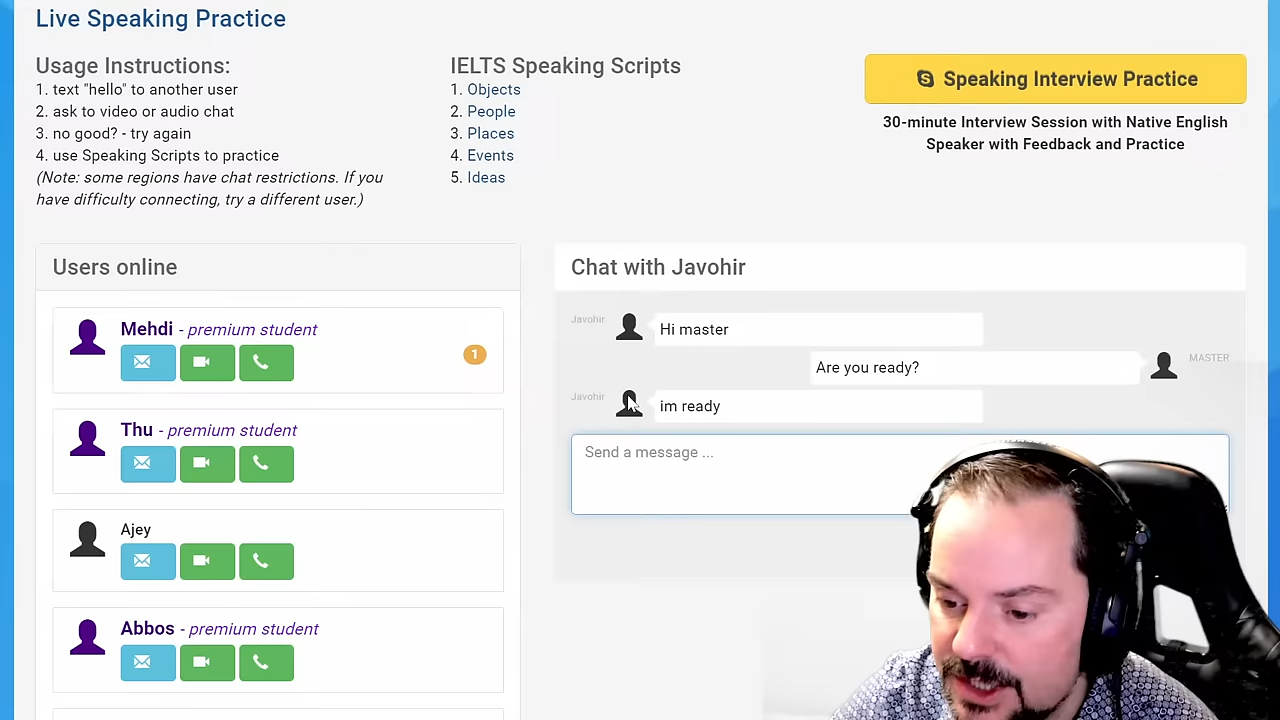 Live Speaking Practice
Usage Instructions:
1. text "hello" to another user
2. ask to video or audio chat
3. no good? - try again
4. use Speaking Scripts to practice
(Note: some regions have chat restrictions. If you
have difficulty connecting, try a different user.)
IELTS Speaking Scripts
1. Objects
2. People
3. Places
4. Events
5. Ideas
Speaking Interview Practice
30-minute Interview Session with Native English
Speaker with Feedback and Practice
Users online
Mehdi - premium student
1
Thu - premium student
Ajey
Abbos - premium student
Chat with Javohir
Javohir
Hi master
Are you ready?
MASTER
Javohir
im ready
Send a message ...